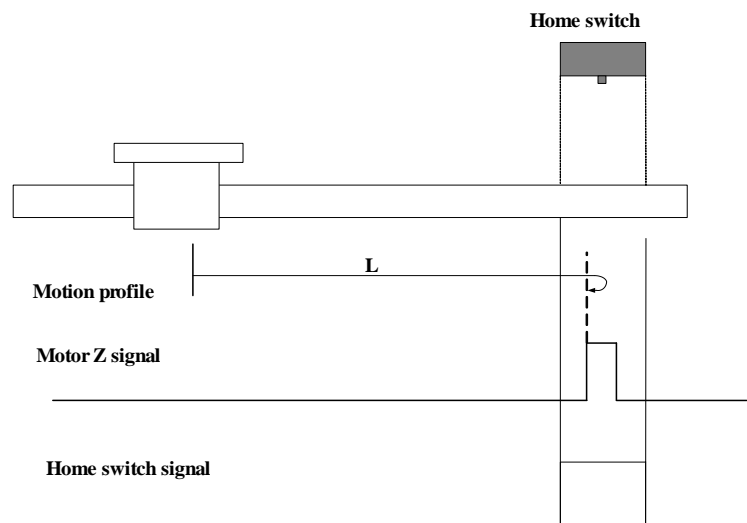 Home switch
L
Motion profile
Motor Z signal
Home switch signal